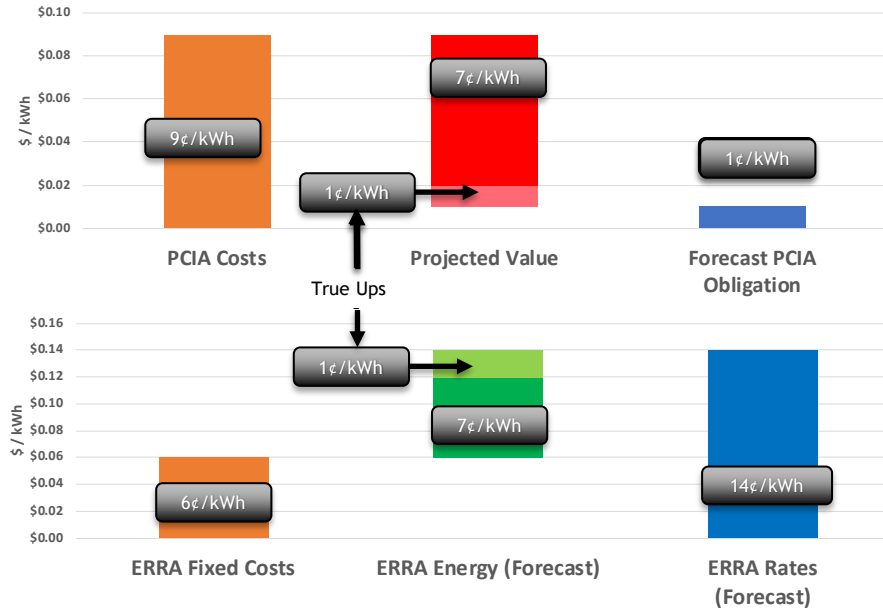 $0.10
$0.08
$0.06
$0.04
$0.02
$0.00
$ / kWh
9¢/kWh
7¢/kWh
1¢/kWh
1¢/kWh
PCIA Costs
Projected Value
Forecast PCIA
Obligation
True Ups
$0.16
$0.14
$0.12
$0.10
$0.08
$0.06
$0.04
$0.02
$0.00
$ / kWh
1¢/kWh
7¢/kWh
6¢/kWh
14¢/kWh
ERRA Fixed Costs
ERRA Energy (Forecast)
ERRA Rates
(Forecast)